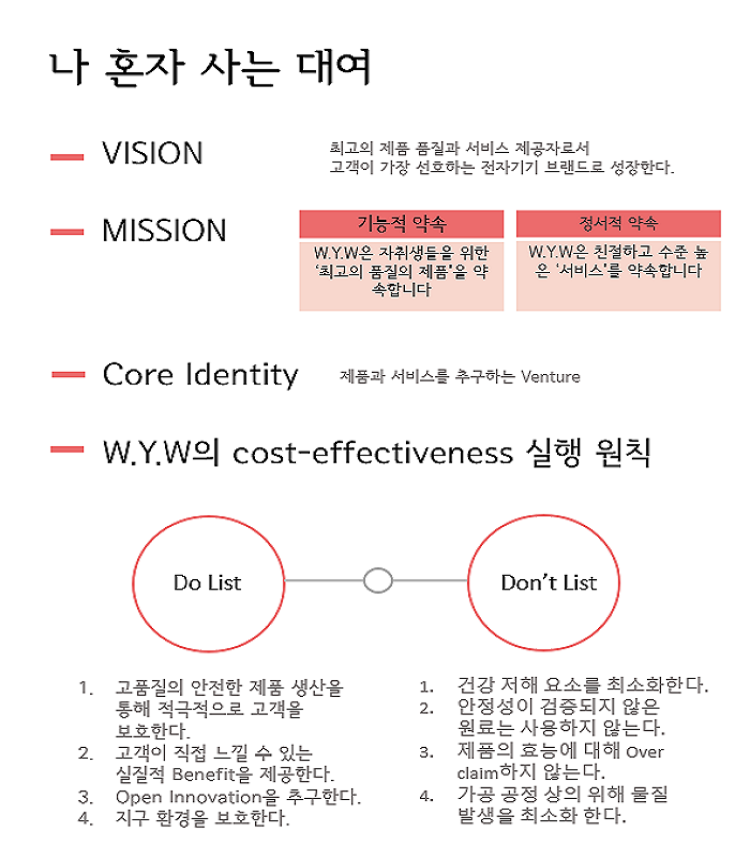 나 혼자 사는 대여
VISION
최고의 제품 품질과 서비스 제공자로서
고객이 가장 선호하는 전자기기 브랜드로 성장한다.
MISSION
기능적 약속
W.Y.W은 자취생들을 위한
‘최고의 품질의 제품’을 약
속합니다
정서적 약속
W.Y.W은 친절하고 수준 높
은 ‘서비스’를 약속합니다
Core Identity
제품과 서비스를 추구하는 Venture
W.Y.W의 cost-effectiveness 실행 원칙
Do List
Don’t List
1. 고품질의 안전한 제품 생산을
통해 적극적으로 고객을
보호한다.
2. 고객이 직접 느낄 수 있는
실질적 Benefit을 제공한다.
3. Open Innovation을 추구한다.
4. 지구 환경을 보호한다.
1. 건강 저해 요소를 최소화한다.
2. 안정성이 검증되지 않은
원료는 사용하지 않는다.
3. 제품의 효능에 대해 Over
claim하지 않는다.
4. 가공 공정 상의 위해 물질
발생을 최소화 한다.